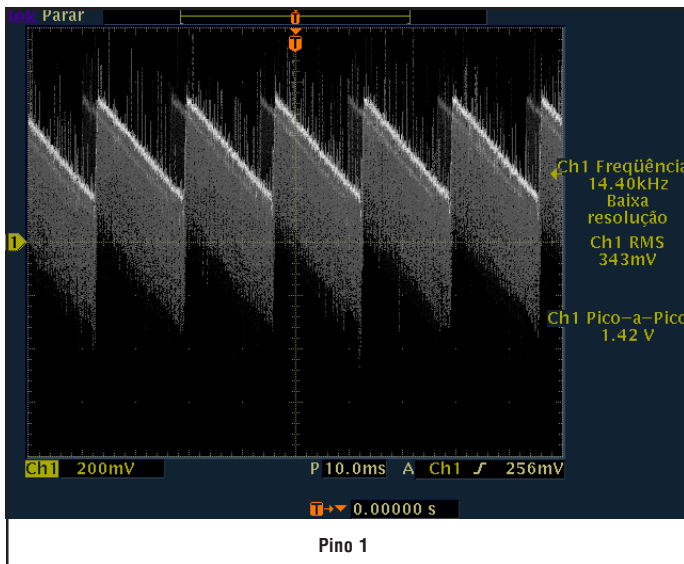 Parar
T
T
1
Ch1 Freqüência
14.40kHz
Baixa
resolução
Ch1 RMS
343mV
Ch1 Pico-a-Pico
1.42 V
Ch1 200mV P 10.0ms A Ch1 256mV
T 0.00000 s
Pino 1